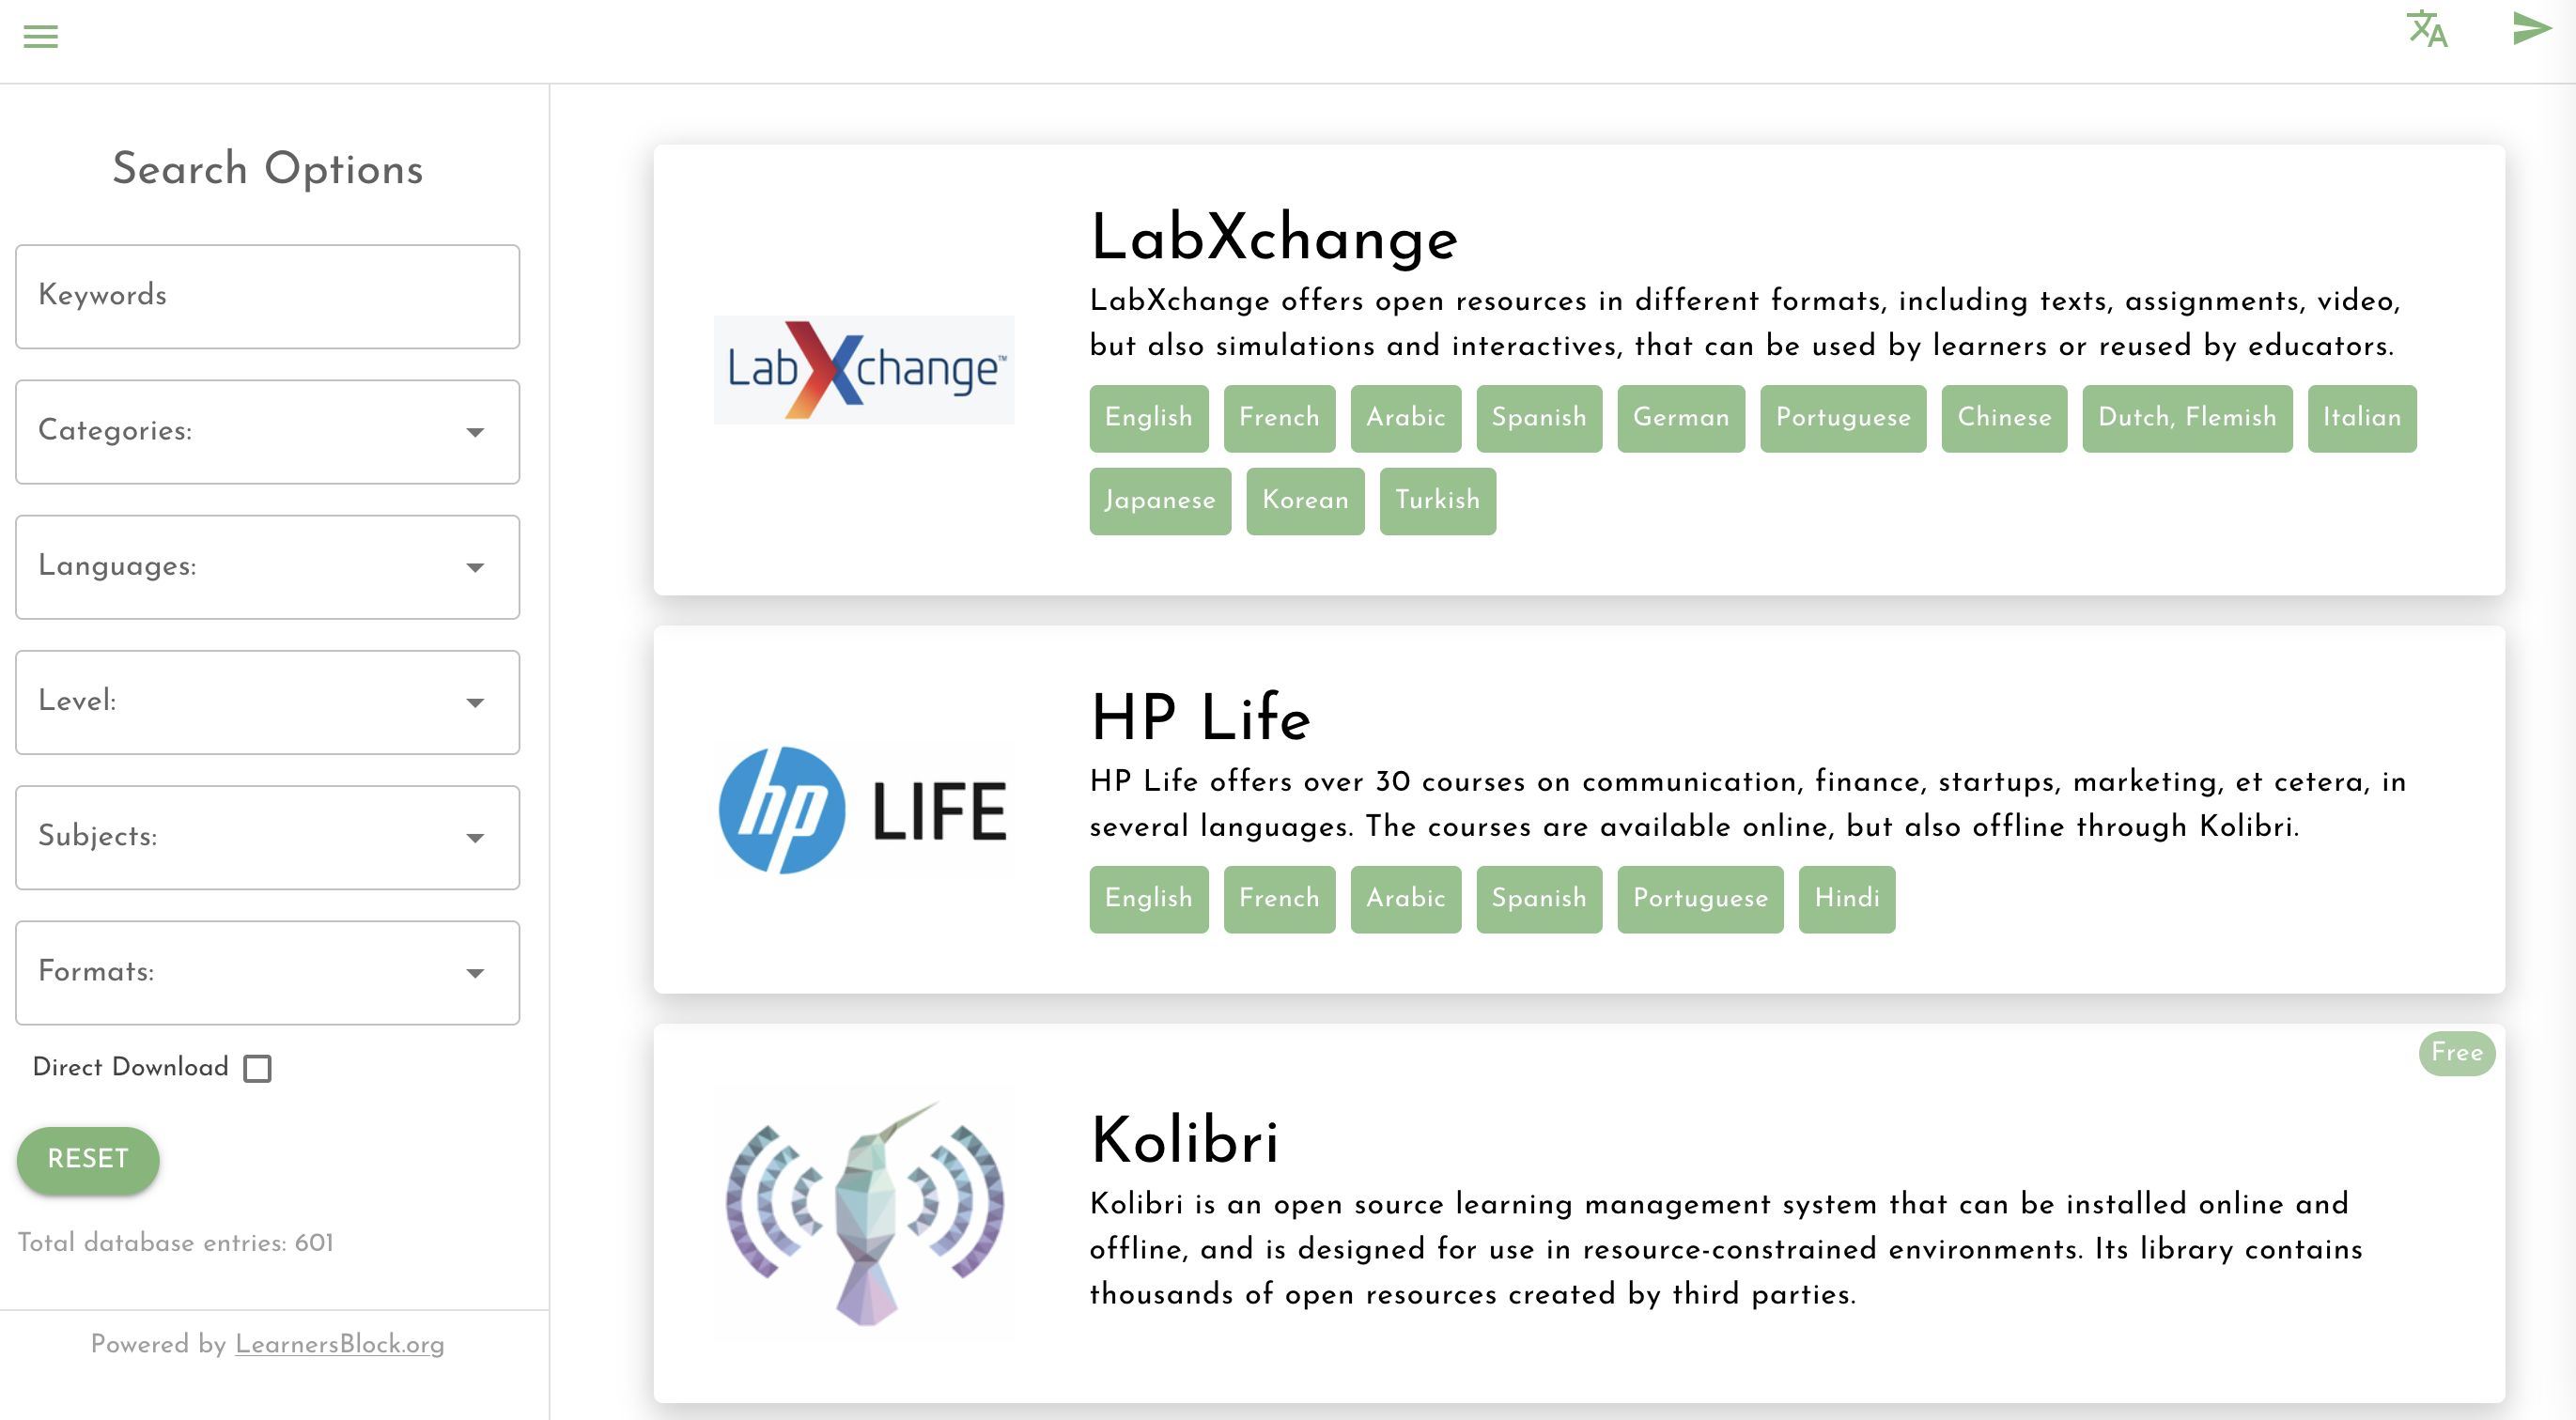 Search Options
Keywords
Categories:
Languages:
Level:
Subjects:
Formats:
Direct Download
RESET
Total database entries: 601
Powered by LearnersBlock.org
LabXchange™
LabXchange
LabXchange offers open resources in different formats, including texts, assignments, video,
but also simulations and interactives, that can be used by learners or reused by educators.
English French Arabic Spanish German Portuguese Chinese Dutch, Flemish Italian
Japanese Korean Turkish
hp LIFE
HP Life
HP Life offers over 30 courses on communication, finance, startups, marketing, et cetera, in
several languages. The courses are available online, but also offline through Kolibri.
English French Arabic Spanish Portuguese Hindi
Free
Kolibri
Kolibri is an open source learning management system that can be installed online and
offline, and is designed for use in resource-constrained environments. Its library contains
thousands of open resources created by third parties.